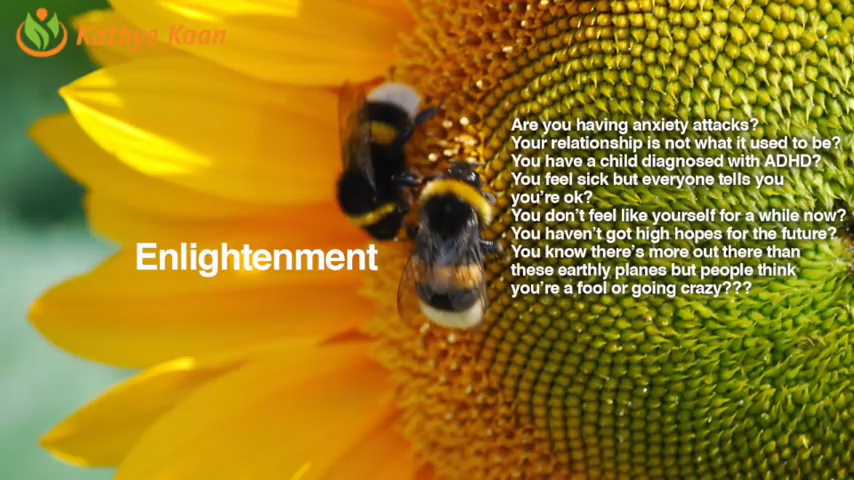 Kathye Kaan
Enlightenment
Are you having anxiety attacks?
Your relationship is not what it used to be?
You have a child diagnosed with ADHD?
You feel sick but everyone tells you
you're ok?
You don't feel like yourself for a while now?
You haven't got high hopes for the future?
You know there's more out there than
these earthly planes but people think
you're a fool or going crazy???